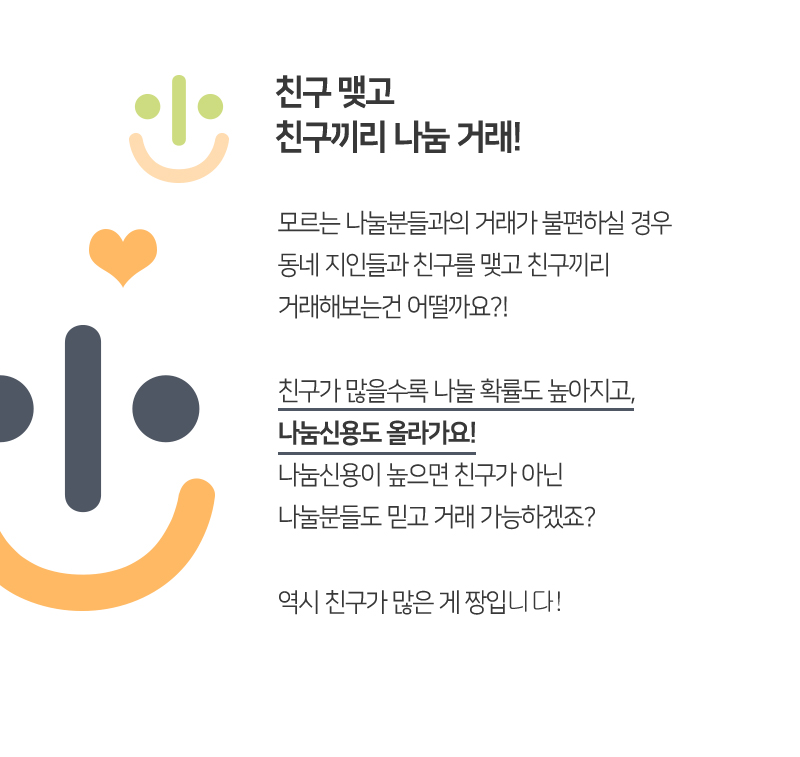 친구 맺고
친구끼리 나눔 거래!
모르는 나눌분들과의 거래가 불편하실 경우
동네 지인들과 친구를 맺고 친구끼리
거래해보는건 어떨까요?!
친구가 많을수록 나눌 확률도 높아지고,
나눔신용도 올라가요!
나눔신용이 높으면 친구가 아닌
나눌분들도 믿고 거래 가능하겠죠?
역시 친구가 많은 게 짱입니다!